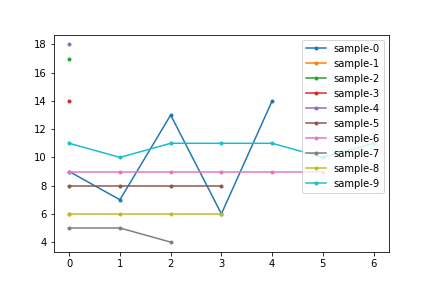 18
16
14
12
10
8
6
4
0 1 2 3 4 5 6
sample-0
sample-1
sample-2
sample-3
sample-4
sample-5
sample-6
sample-7
sample-8
sample-9